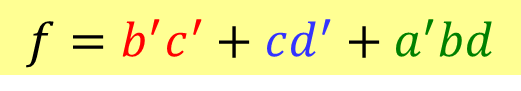 f = b′c′ + cd′ + a′bd